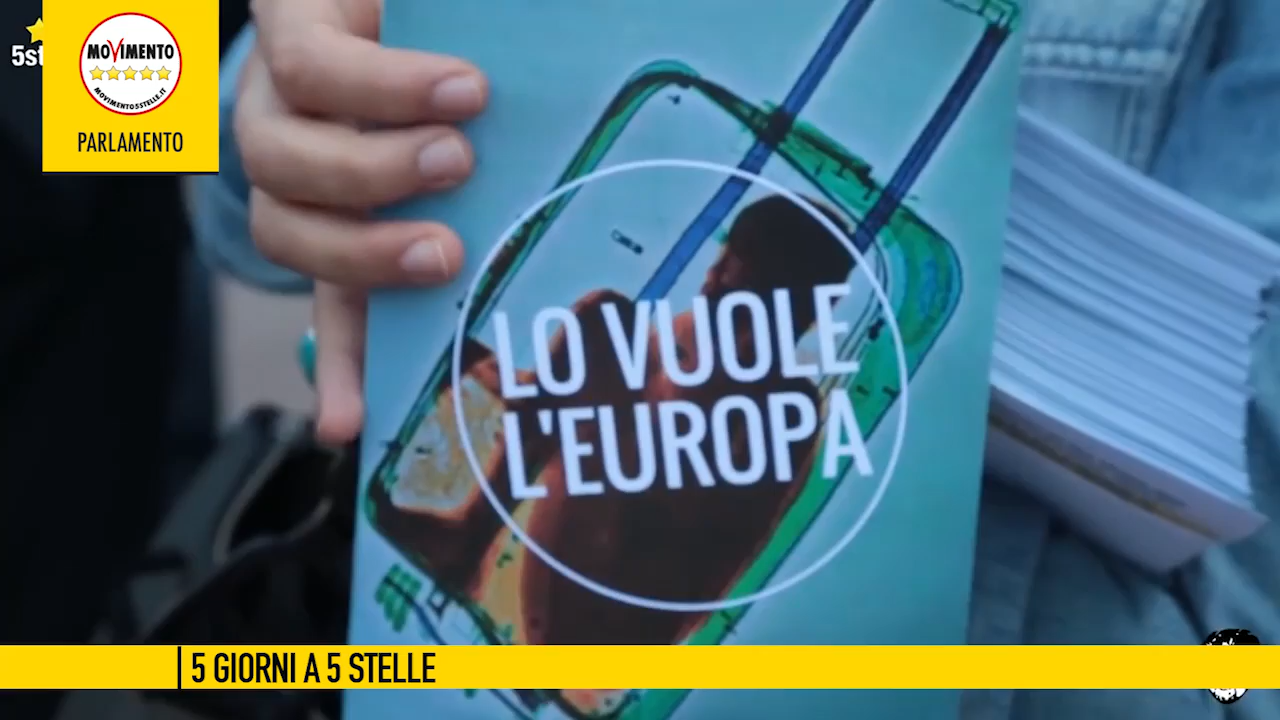 5st
MOVIMENTO
MOVIMENTO5STELLE.IT
PARLAMENTO
LO VUOLE
L'EUROPA
5 GIORNI A 5 STELLE